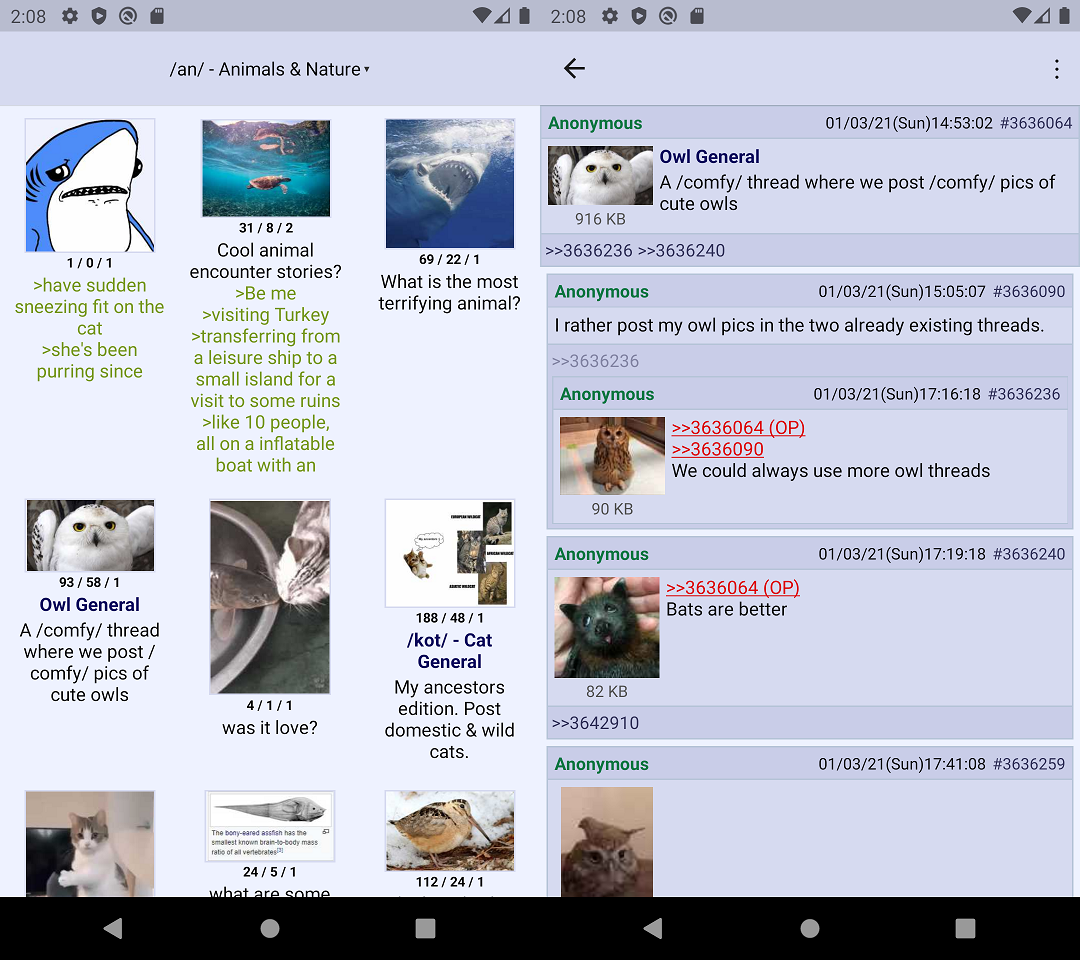 2:08
/an/ - Animals & Nature
1 / 0 / 1
>have sudden
sneezing fit on the
cat
>she's been
purring since
31 / 8 / 2
Cool animal
encounter stories?
>Be me
>visiting Turkey
>transferring from
a leisure ship to a
small island for a
visit to some ruins
>like 10 people,
all on a inflatable
boat with an
69 / 22 / 1
What is the most
terrifying animal?
93 / 58 / 1
Owl General
A /comfy/ thread
where we post /
comfy/ pics of
cute owls
4 / 1 / 1
was it love?
EUROPEAN WILDCAT
My ancestors :)
AFRICAN WILDCAT
ASIATIC WILDCAT
188 / 48 / 1
/kot/ - Cat
General
My ancestors
edition. Post
domestic & wild
cats.
The bony-eared assfish has the
smallest known brain-to-body mass
ratio of all vertebrates[3]
24 / 5 / 1
what are some
112 / 24 / 1
2:08
Anonymous 01/03/21(Sun)14:53:02 #3636064
Owl General
A /comfy/ thread where we post /comfy/ pics of
cute owls
916 KB
>>3636236 >>3636240
Anonymous 01/03/21(Sun)15:05:07 #3636090
I rather post my owl pics in the two already existing threads.
>>3636236
Anonymous 01/03/21(Sun)17:16:18 #3636236
>>3636064 (OP)
>>3636090
We could always use more owl threads
90 KB
Anonymous 01/03/21(Sun)17:19:18 #3636240
>>3636064 (OP)
Bats are better
82 KB
>>3642910
Anonymous 01/03/21(Sun)17:41:08 #3636259